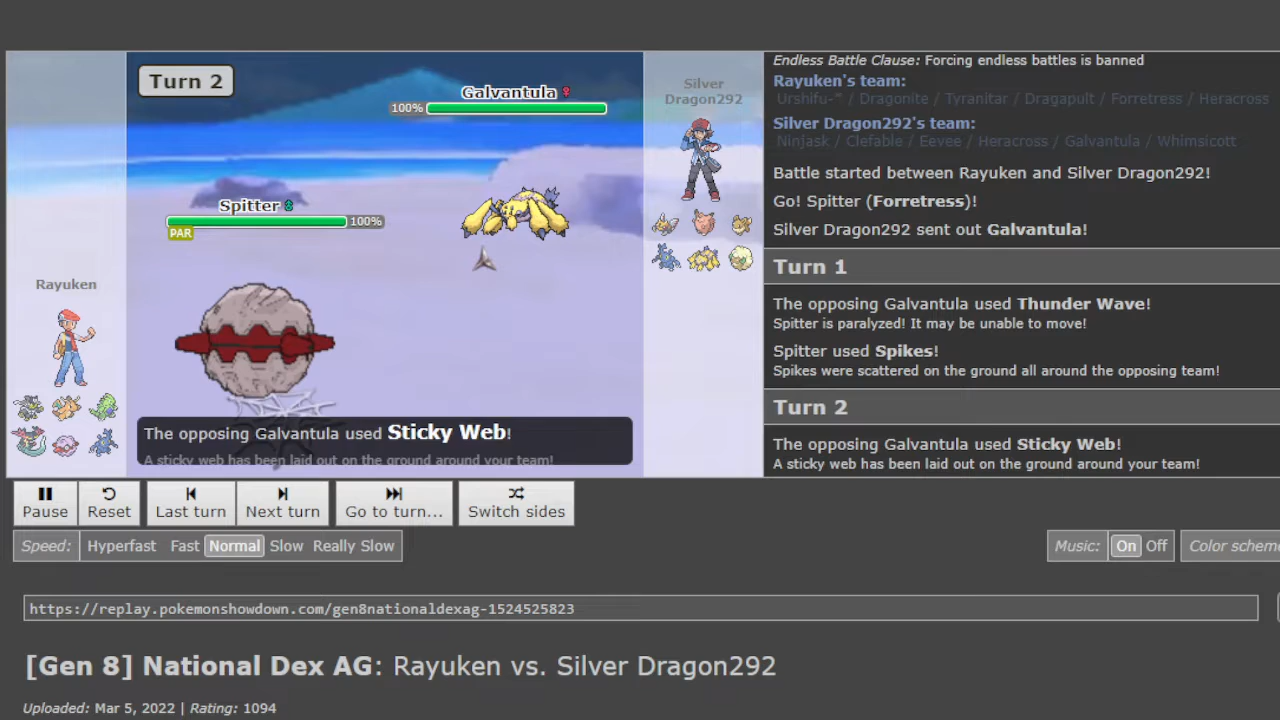 Turn 2
Galvantula
100%
Spitter
100%
PAR
Rayuken
Silver
Dragon292
The opposing Galvantula used Sticky Web!
A sticky web has been laid out on the ground around your team!
Endless Battle Clause: Forcing endless battles is banned
Rayuken's team:
Urshifu-* / Dragonite / Tyranitar / Dragapult / Forretress / Heracross
Silver Dragon292's team:
Ninjask / Clefable / Eevee / Heracross / Galvantula / Whimsicott
Battle started between Rayuken and Silver Dragon292!
Go! Spitter (Forretress)!
Silver Dragon292 sent out Galvantula!
Turn 1
The opposing Galvantula used Thunder Wave!
Spitter is paralyzed! It may be unable to move!
Spitter used Spikes!
Spikes were scattered on the ground all around the opposing team!
Turn 2
The opposing Galvantula used Sticky Web!
A sticky web has been laid out on the ground around your team!
Pause Reset Last turn Next turn Go to turn... Switch sides
Speed: Hyperfast Fast Normal Slow Really Slow
Music: On Off Color schem
https://replay.pokemonshowdown.com/gen8nationaldexag-1524525823
[Gen 8] National Dex AG: Rayuken vs. Silver Dragon292
Uploaded: Mar 5, 2022 | Rating: 1094